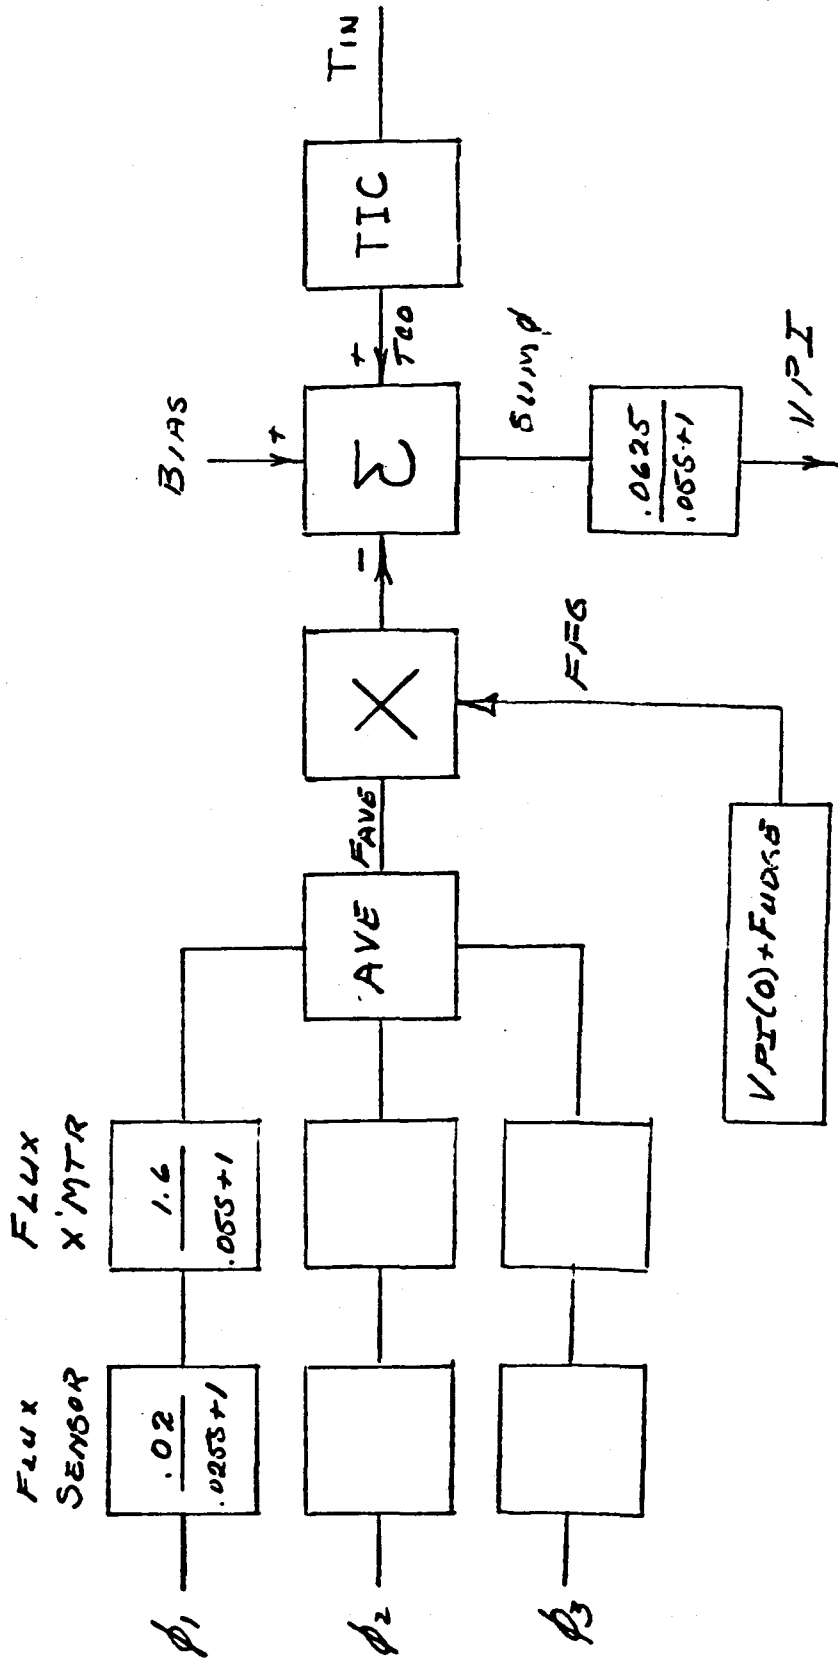 FLUX
SENSOR
FLUX
X'MTR
ϕ1
.02
.025S+1
1.6
.05S+1
ϕ2
ϕ3
AVE
FAVE
X
FFG
VPI(0)+FUDGE
BIAS
+
−
Σ
+
TCO
TIC
TIN
SUMϕ
.0625
.05S+1
VPI